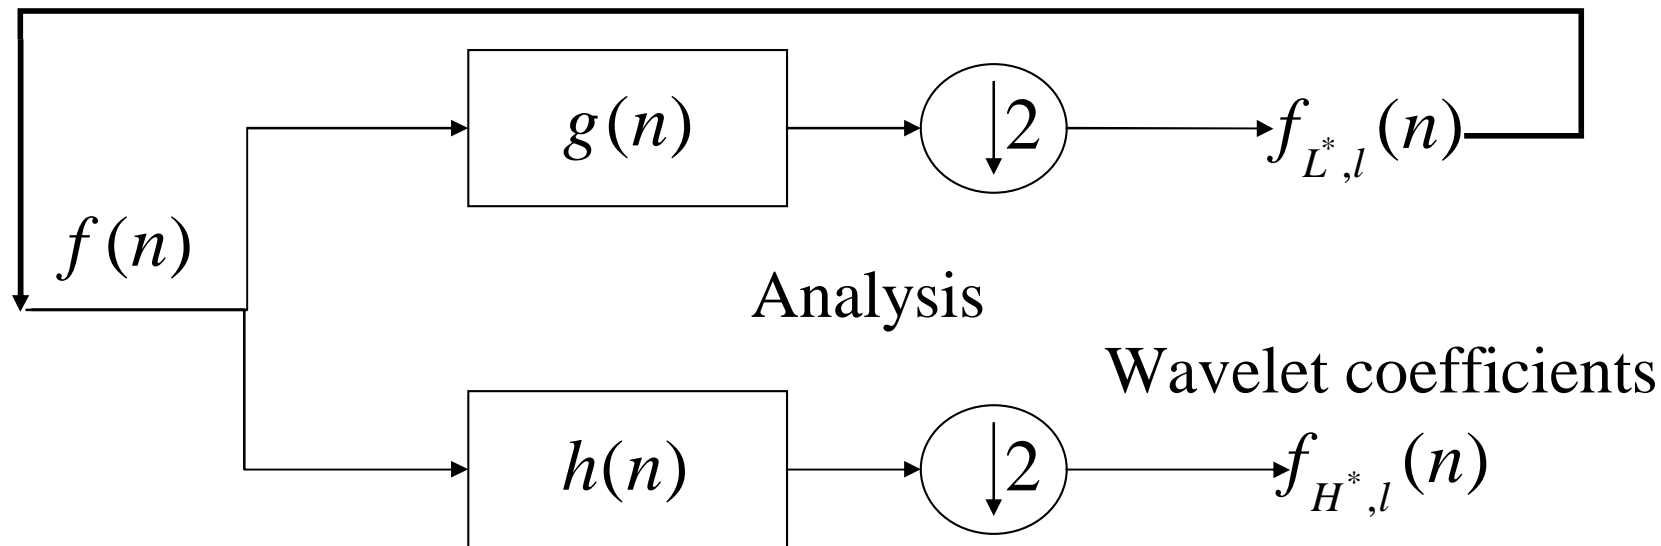 g(n)
↓2
f_{L^*,l}(n)
f(n)
Analysis
Wavelet coefficients
h(n)
↓2
f_{H^*,l}(n)